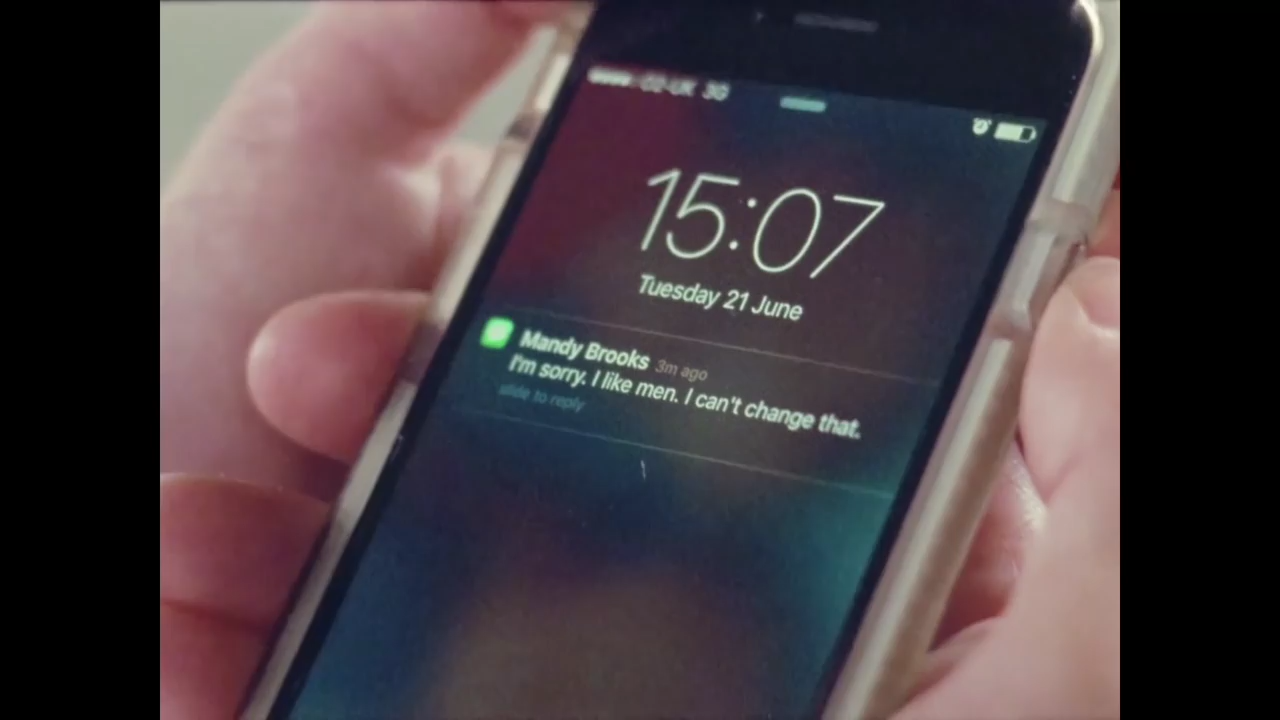 O2-UK 3G
15:07
Tuesday 21 June
Mandy Brooks 3m ago
I'm sorry. I like men. I can't change that.
slide to reply